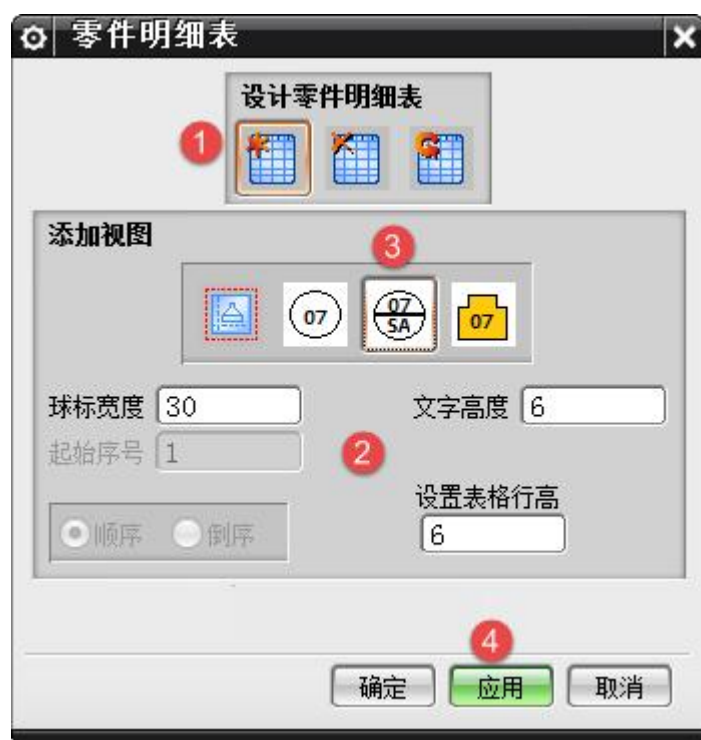 零件明细表
设计零件明细表
1
添加视图
3
07
07
SA
07
球标宽度 30
文字高度 6
起始序号 1
2
设置表格行高
顺序 倒序
6
4
确定 应用 取消